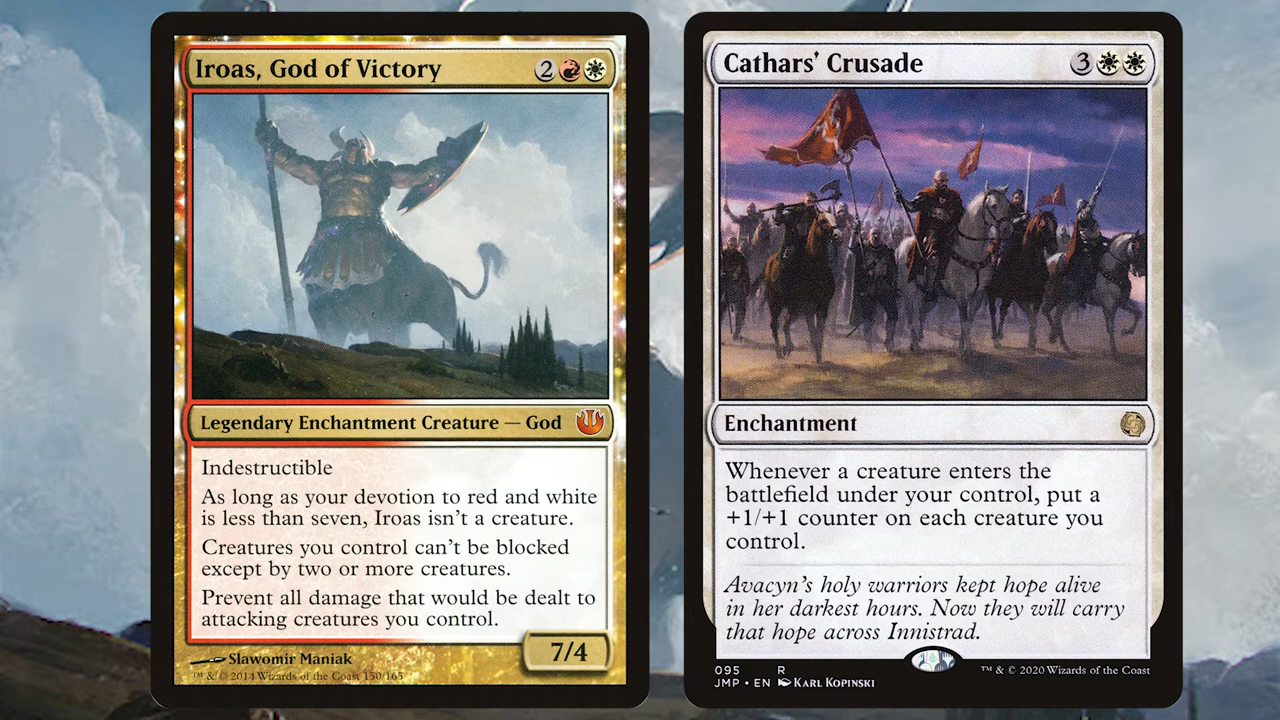 Iroas, God of Victory
2
Legendary Enchantment Creature — God
Indestructible
As long as your devotion to red and white
is less than seven, Iroas isn't a creature.
Creatures you control can't be blocked
except by two or more creatures.
Prevent all damage that would be dealt to
attacking creatures you control.
7/4
Slawomir Maniak
™ & © 2014 Wizards of the Coast 150/165
Cathars' Crusade
3
Enchantment
Whenever a creature enters the
battlefield under your control, put a
+1/+1 counter on each creature you
control.
Avacyn's holy warriors kept hope alive
in her darkest hours. Now they will carry
that hope across Innistrad.
095 R
JMP • EN Karl Kopinski
™ & © 2020 Wizards of the Coast